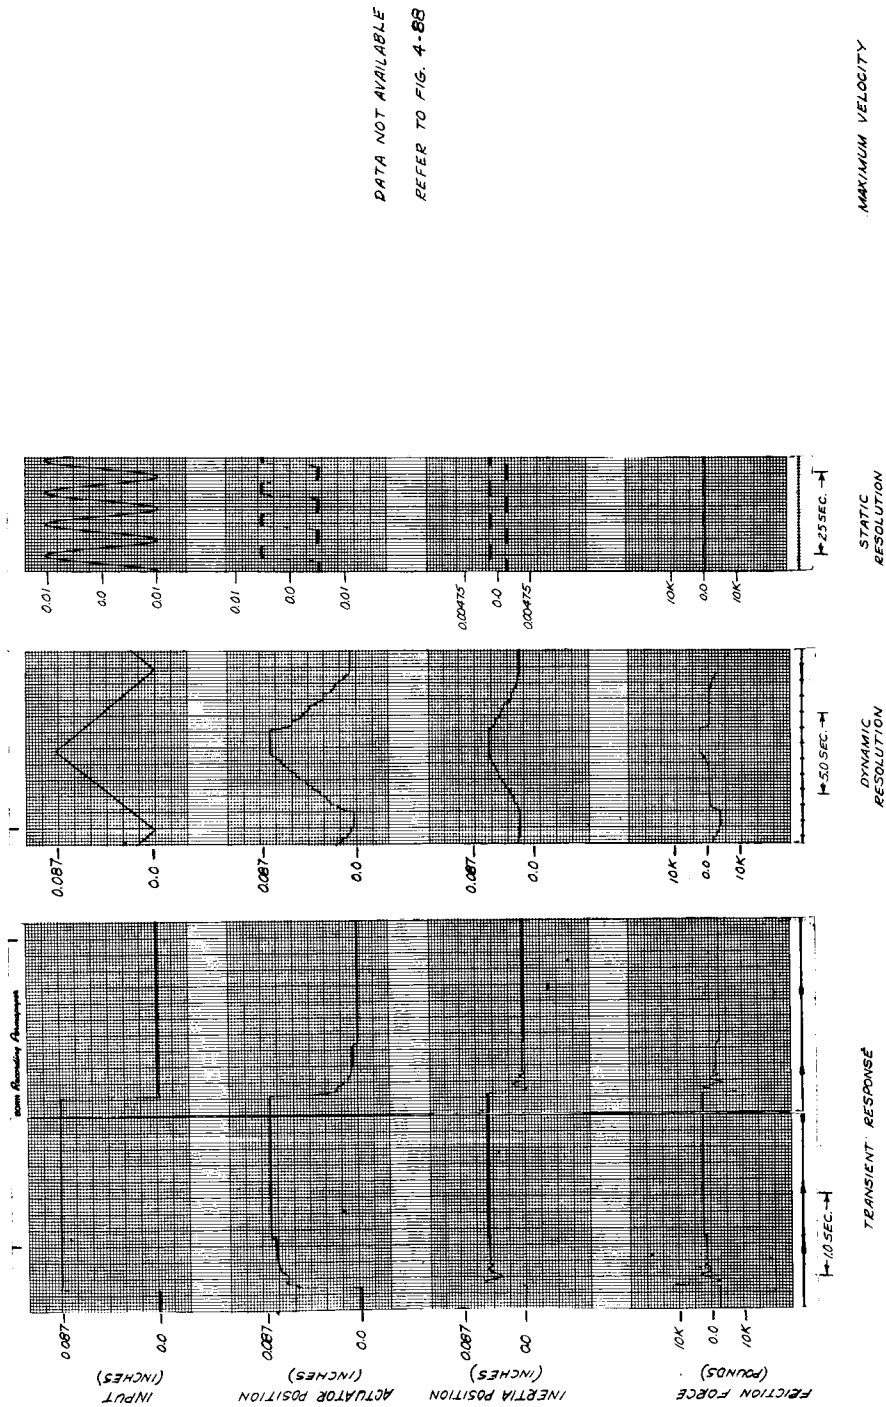 INPUT
(INCHES)
0.087
0.0
ACTUATOR POSITION
(INCHES)
0.087
0.0
INERTIA POSITION
(INCHES)
0.087
0.0
FRICTION FORCE
(POUNDS)
10K
0.0
10K
1.0 SEC.
TRANSIENT RESPONSE
0.087
0.0
0.087
0.0
0.087
0.0
10K
0.0
10K
5.0 SEC.
DYNAMIC
RESOLUTION
0.01
0.0
0.01
0.01
0.0
0.01
0.00475
0.0
0.00475
10K
0.0
10K
25 SEC.
STATIC
RESOLUTION
DATA NOT AVAILABLE
REFER TO FIG. 4-88
MAXIMUM VELOCITY